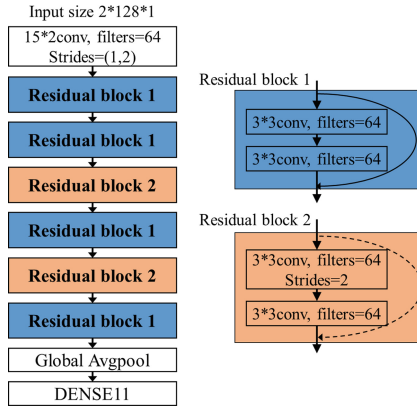 Input size 2*128*1
15*2conv, filters=64
Strides=(1,2)
Residual block 1
Residual block 1
Residual block 2
Residual block 1
Residual block 2
Residual block 1
Global Avgpool
DENSE11
Residual block 1
3*3conv, filters=64
3*3conv, filters=64
Residual block 2
3*3conv, filters=64
Strides=2
3*3conv, filters=64